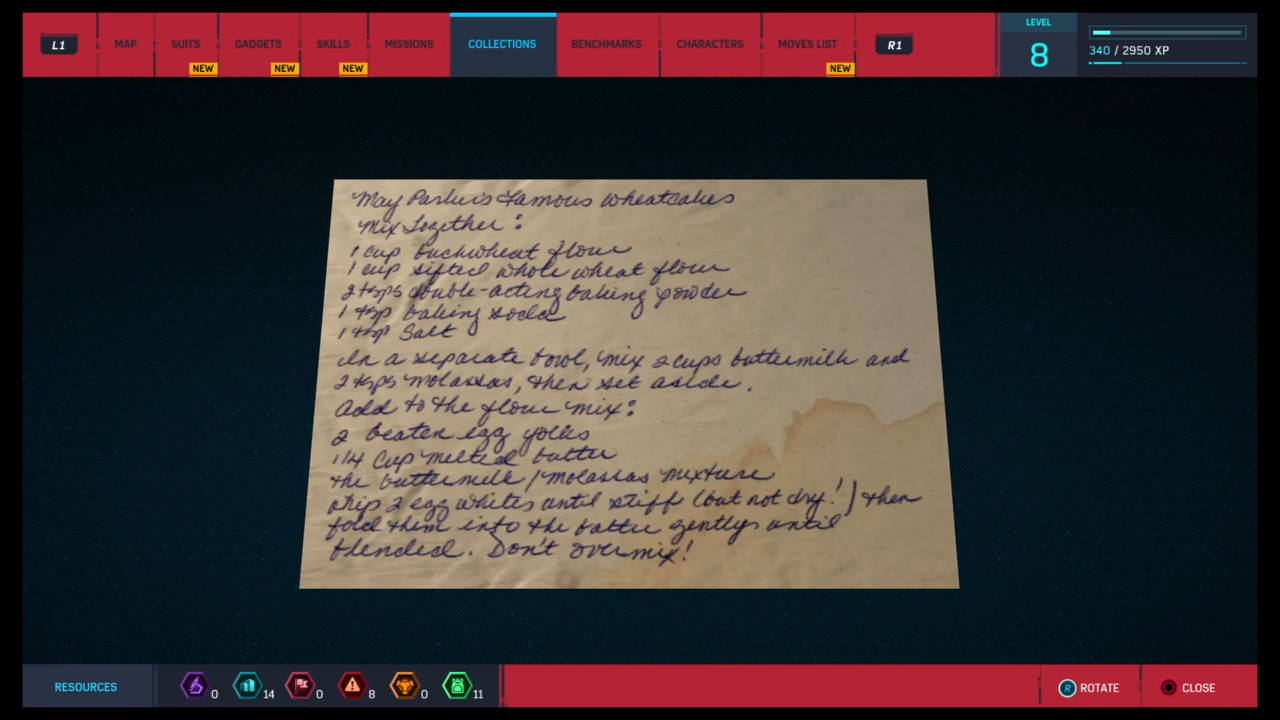 L1
MAP
SUITS
NEW
GADGETS
NEW
SKILLS
NEW
MISSIONS
COLLECTIONS
BENCHMARKS
CHARACTERS
MOVES LIST
NEW
R1
LEVEL
8
340 / 2950 XP
May Parker's Famous Wheatcakes
Mix Together:
1 cup buckwheat flour
1 cup sifted whole wheat flour
2 tsps double-acting baking powder
1 tsp baking soda
1 tsp Salt
In a separate bowl, mix 2 cups buttermilk and
2 tsps molassas, then set aside.
Add to the flour mix:
2 beaten egg yolks
1/4 Cup melted butter
the buttermilk/molassas mixture
whip 2 egg whites until stiff (but not dry!) then
fold them into the batter gently until
blended. Don't overmix!
RESOURCES
0
14
0
8
0
11
R ROTATE
CLOSE